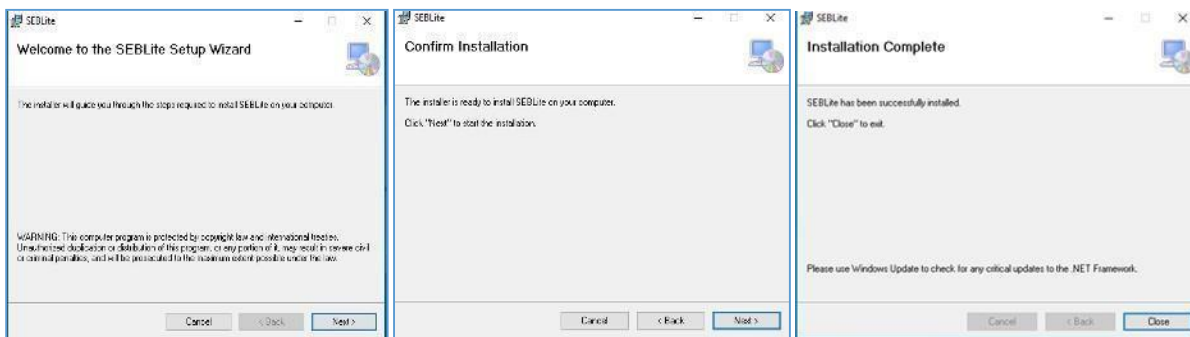 SEBLite
Welcome to the SEBLite Setup Wizard
The installer will guide you through the steps required to install SEBLite on your computer.
WARNING: This computer program is protected by copyright law and international treaties.
Unauthorized duplication or distribution of this program, or any portion of it, may result in severe civil
or criminal penalties, and will be prosecuted to the maximum extent possible under the law.
Cancel
< Back
Next >
SEBLite
Confirm Installation
The installer is ready to install SEBLite on your computer.
Click "Next" to start the installation.
Cancel
< Back
Next >
SEBLite
Installation Complete
SEBLite has been successfully installed.
Click "Close" to exit.
Please use Windows Update to check for any critical updates to the .NET Framework.
Cancel
< Back
Close